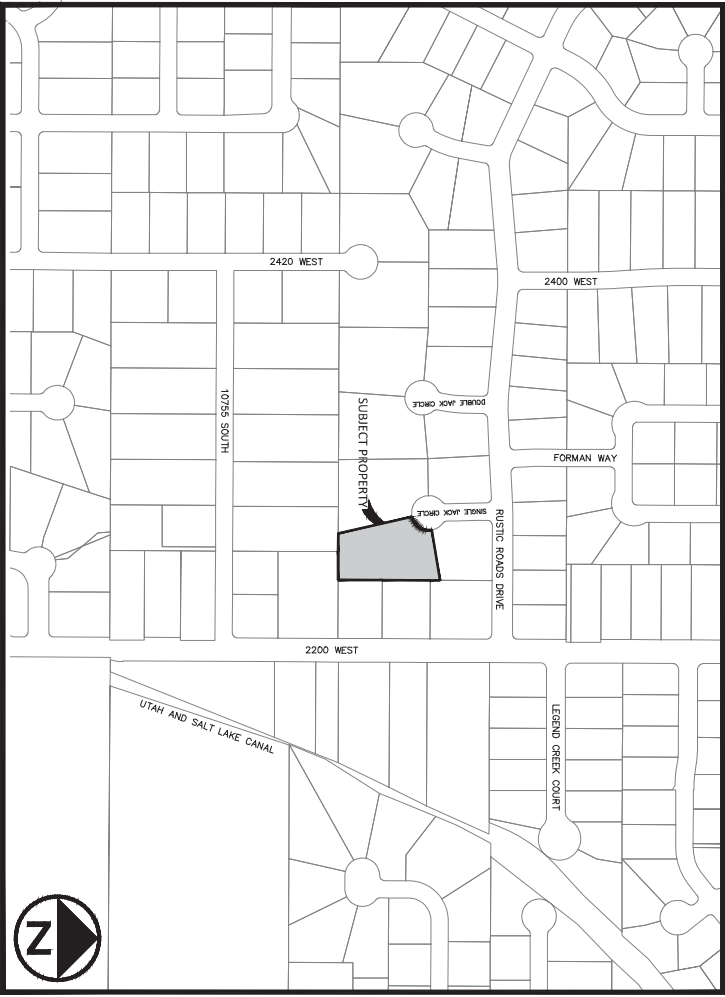 2420 WEST
2400 WEST
10755 SOUTH
SUBJECT PROPERTY
DOUBLE JACK CIRCLE
FORMAN WAY
SINGLE JACK CIRCLE
RUSTIC ROADS DRIVE
2200 WEST
UTAH AND SALT LAKE CANAL
LEGEND CREEK COURT
N